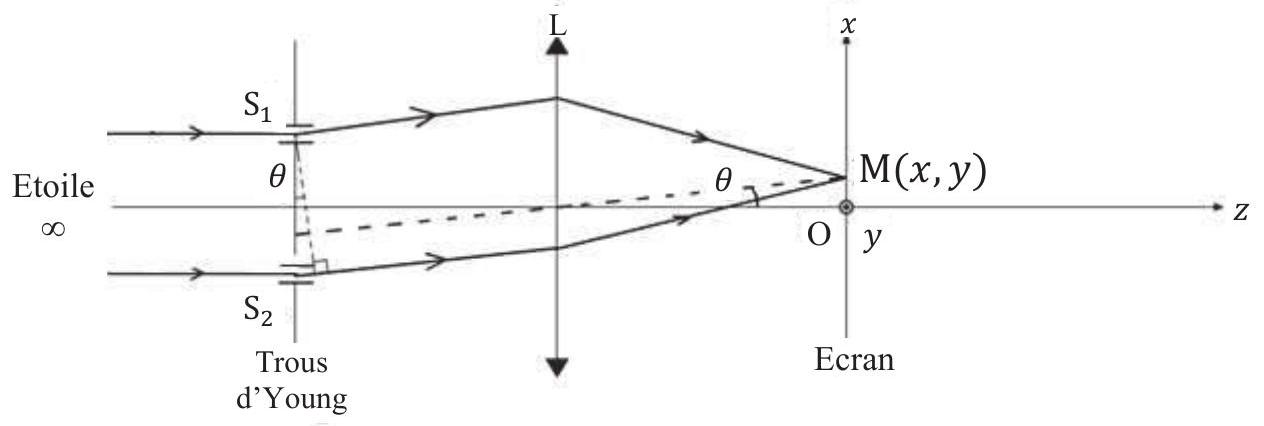 L
x
S₁
θ
θ
M(x, y)
Etoile
∞
z
O
y
S₂
Trous
d'Young
Ecran